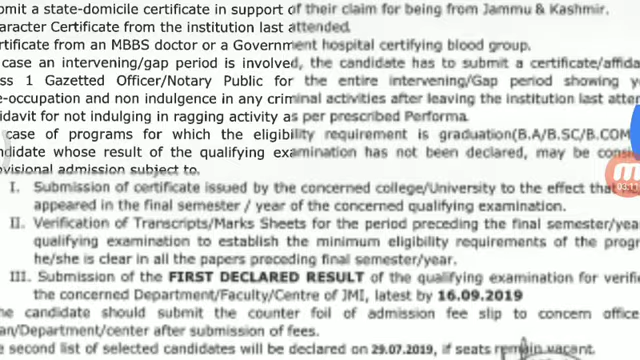 bmit a state-domicile certificate in support of their claim for being from Jammu & Kashmir.
aracter Certificate from the institution last attended.
rtificate from an MBBS doctor or a Government hospital certifying blood group.
case an intervening/gap period is involved, the candidate has to submit a certificate/affida
ss 1 Gazetted Officer/Notary Public for the entire intervening/Gap period showing
e-occupation and non indulgence in any criminal activities after leaving the institution last atten
idavit for not indulging in ragging activity as per prescribed Performa.
case of programs for which the eligibility requirement is graduation(B.A/B.SC/B.COM
ndidate whose result of the qualifying examination has not been declared, may be consi
ovisional admission subject to.
I. Submission of certificate issued by the concerned college/University to the effect that
appeared in the final semester / year of the concerned qualifying examination.
II. Verification of Transcripts/Marks Sheets for the period preceding the final semester/year
qualifying examination to establish the minimum eligibility requirements of the progr
he/she is clear in all the papers preceding final semester/year.
III. Submission of the FIRST DECLARED RESULT of the qualifying examination for verifi
the concerned Department/Faculty/Centre of JMI, latest by 16.09.2019
he candidate should submit the counter foil of admission fee slip to concern office
an/Department/center after submission of fees.
e second list of selected candidates will be declared on 29.07.2019, if seats remain vacant.
03:11